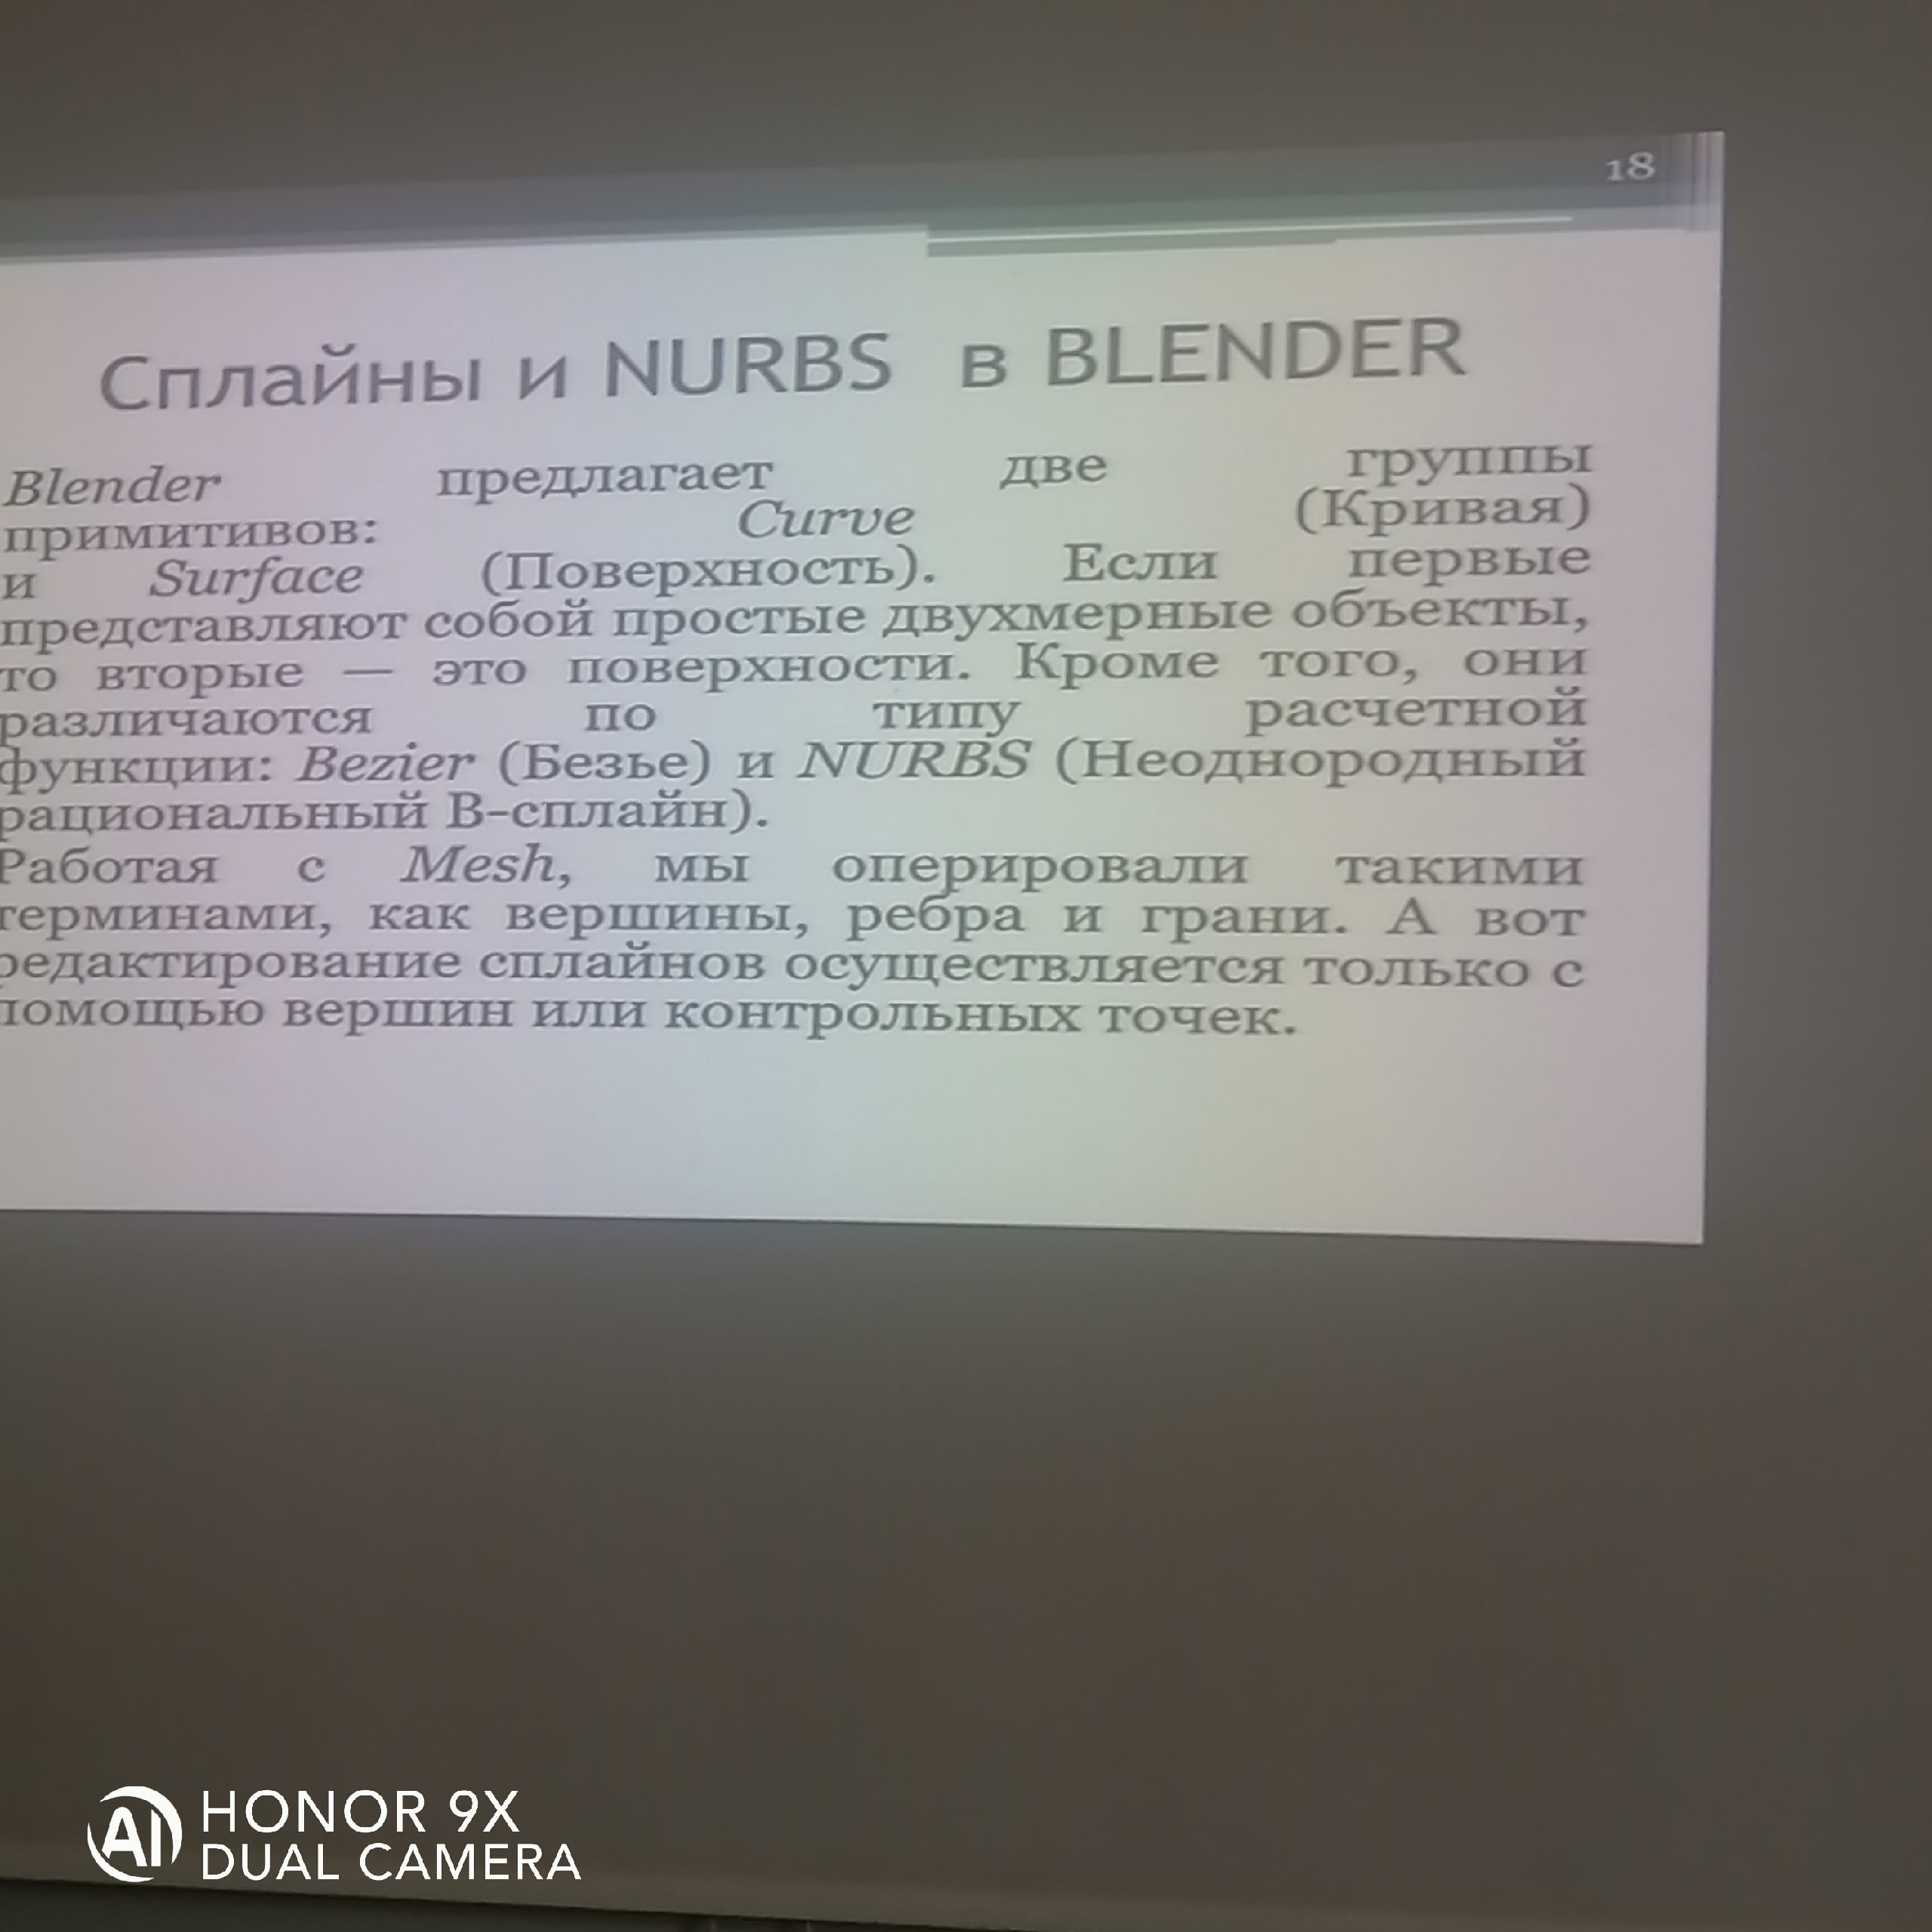 18
Сплайны и NURBS в BLENDER
Blender предлагает две группы
примитивов: Curve (Кривая)
и Surface (Поверхность). Если первые
представляют собой простые двухмерные объекты,
то вторые — это поверхности. Кроме того, они
различаются по типу расчетной
функции: Bezier (Безье) и NURBS (Неоднородный
рациональный В-сплайн).
Работая с Mesh, мы оперировали такими
терминами, как вершины, ребра и грани. А вот
редактирование сплайнов осуществляется только с
помощью вершин или контрольных точек.
AI HONOR 9X
DUAL CAMERA